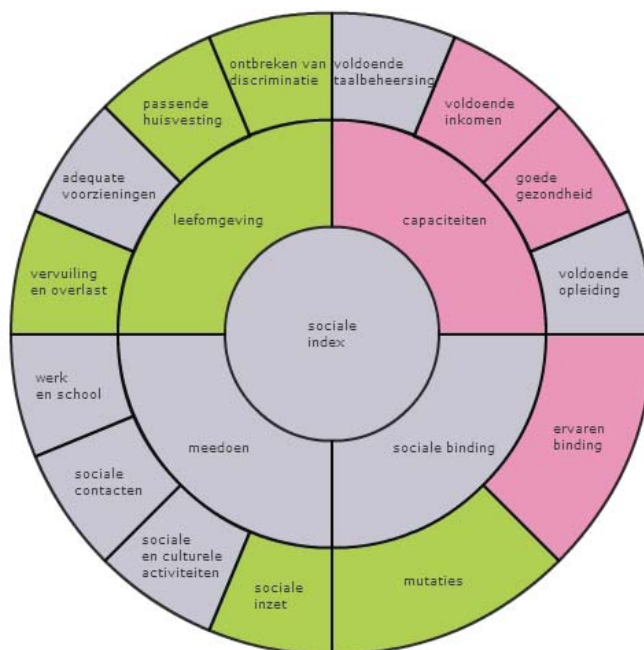 ontbreken van
discriminatie
voldoende
taalbeheersing
passende
huisvesting
voldoende
inkomen
adequate
voorzieningen
goede
gezondheid
leefomgeving
capaciteiten
vervuiling
en overlast
voldoende
opleiding
sociale
index
werk
en school
ervaren
binding
meedoen
sociale binding
sociale
contacten
sociale
en culturele
activiteiten
sociale
inzet
mutaties